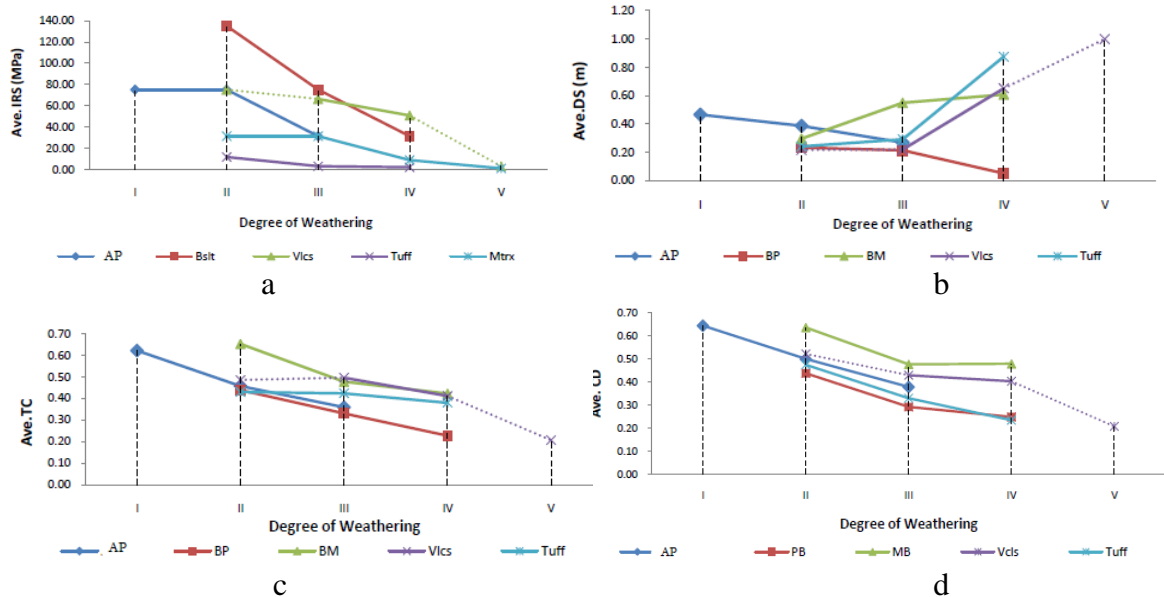 140.00
120.00
100.00
80.00
60.00
40.00
20.00
0.00
Ave.IRS (MPa)
I II III IV V
Degree of Weathering
AP Bslt Vlcs Tuff Mtrx
a
1.20
1.00
0.80
0.60
0.40
0.20
0.00
Ave.DS (m)
I II III IV V
Degree of Weathering
AP BP BM Vlcs Tuff
b
0.70
0.60
0.50
0.40
0.30
0.20
0.10
0.00
Ave.TC
I II III IV V
Degree of Weathering
AP BP BM Vlcs Tuff
c
0.70
0.60
0.50
0.40
0.30
0.20
0.10
0.00
Ave. CD
I II III IV V
Degree of Weathering
AP PB MB Vcls Tuff
d